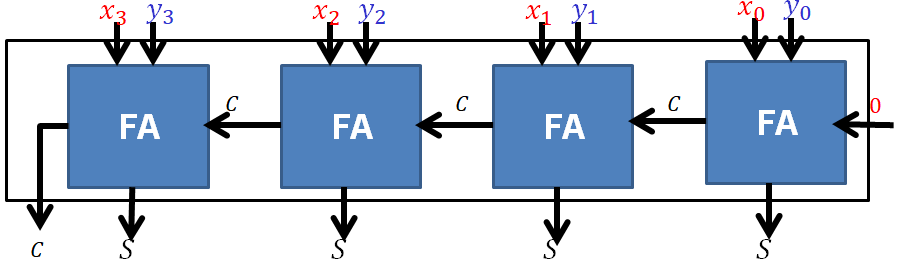 x₃ y₃ x₂ y₂ x₁ y₁ x₀ y₀
C C C 0
FA FA FA FA
C S S S S